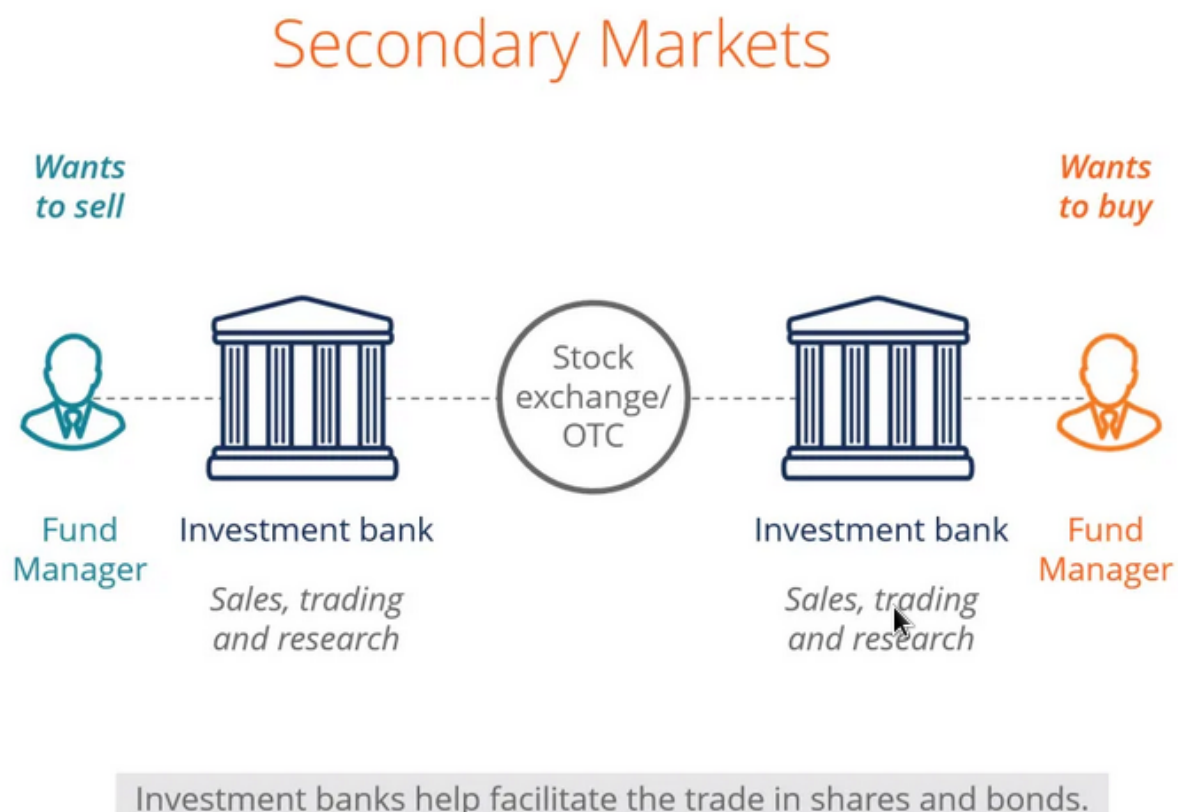 Secondary Markets
Wants
to sell
Wants
to buy
Stock
exchange/
OTC
Fund
Manager
Investment bank
Sales, trading
and research
Investment bank
Sales, trading
and research
Fund
Manager
Investment banks help facilitate the trade in shares and bonds.